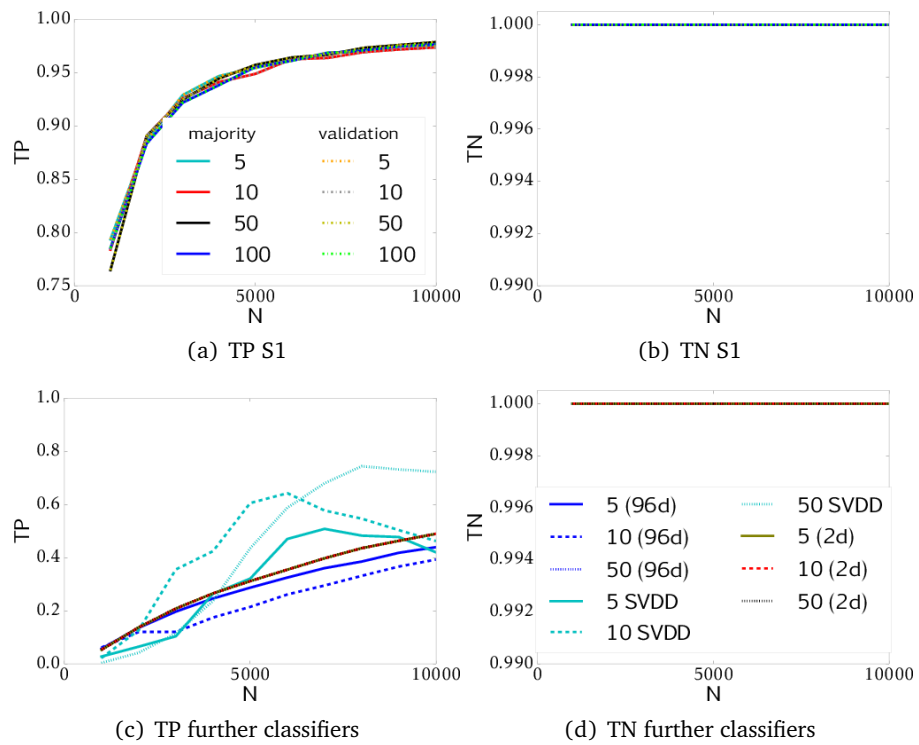 1.00
0.95
0.90
0.85
0.80
0.75
TP
majority validation
5 5
10 10
50 50
100 100
0 5000 10000
N
(a) TP S1
1.000
0.998
0.996
0.994
0.992
0.990
TN
0 5000 10000
N
(b) TN S1
1.0
0.8
0.6
0.4
0.2
0.0
TP
0 5000 10000
N
(c) TP further classifiers
1.000
0.998
0.996
0.994
0.992
0.990
TN
5 (96d) 50 SVDD
10 (96d) 5 (2d)
50 (96d) 10 (2d)
5 SVDD 50 (2d)
10 SVDD
0 5000 10000
N
(d) TN further classifiers